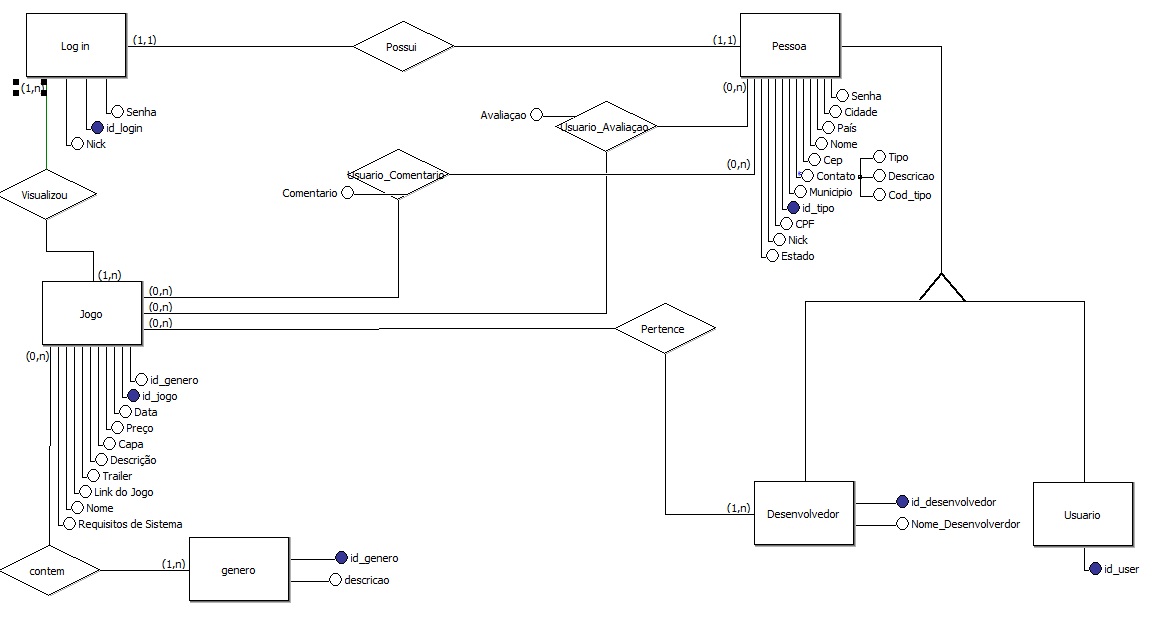 Log in
(1,1)
Possui
(1,1)
Pessoa
(1,n)
Senha
id_login
Nick
(0,n)
Avaliaçao
Usuario_Avaliaçao
Senha
Cidade
País
Nome
Cep
Contato
Municipio
id_tipo
CPF
Nick
Estado
Tipo
Descricao
Cod_tipo
(0,n)
Usuario_Comentario
Comentario
Visualizou
(1,n)
Jogo
(0,n)
(0,n)
(0,n)
Pertence
(0,n)
id_genero
id_jogo
Data
Preço
Capa
Descrição
Trailer
Link do Jogo
Nome
Requisitos de Sistema
(1,n)
Desenvolvedor
id_desenvolvedor
Nome_Desenvolverdor
Usuario
id_user
contem
(1,n)
genero
id_genero
descricao